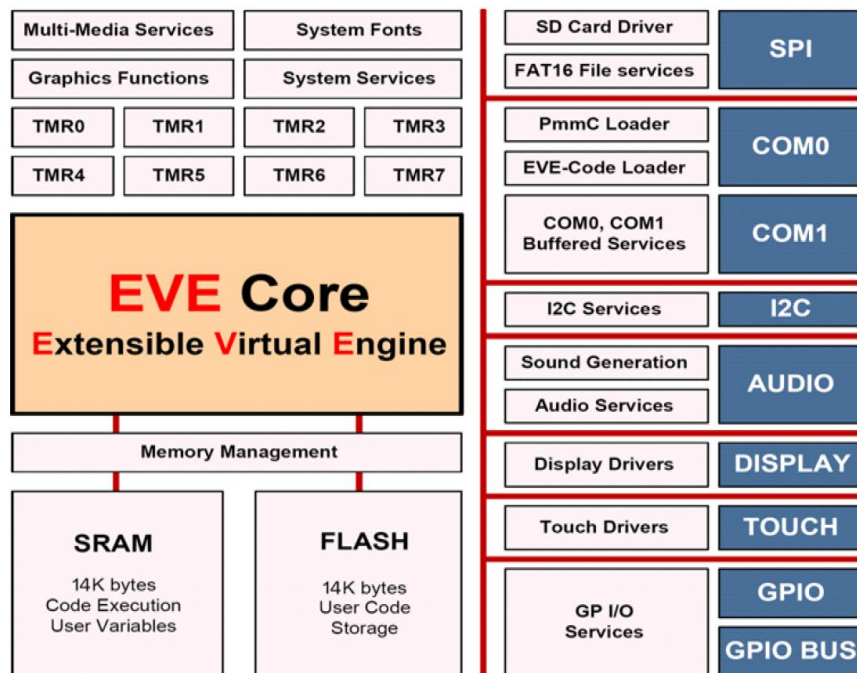 Multi-Media Services
System Fonts
Graphics Functions
System Services
TMR0
TMR1
TMR2
TMR3
TMR4
TMR5
TMR6
TMR7
EVE Core
Extensible Virtual Engine
Memory Management
SRAM
14K bytes
Code Execution
User Variables
FLASH
14K bytes
User Code
Storage
SD Card Driver
FAT16 File services
SPI
PmmC Loader
EVE-Code Loader
COM0
COM0, COM1
Buffered Services
COM1
I2C Services
I2C
Sound Generation
Audio Services
AUDIO
Display Drivers
DISPLAY
Touch Drivers
TOUCH
GP I/O
Services
GPIO
GPIO BUS